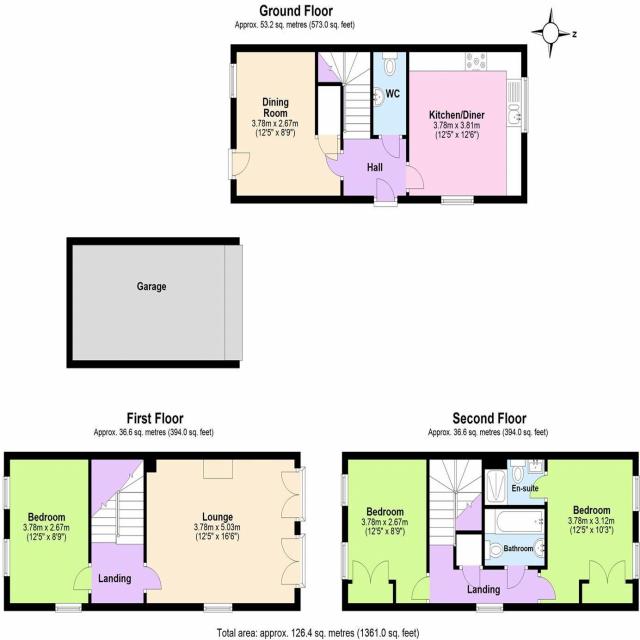 Ground Floor
Approx. 53.2 sq. metres (573.0 sq. feet)
Z
Dining
Room
3.78m x 2.67m
(12'5" x 8'9")
WC
Kitchen/Diner
3.78m x 3.81m
(12'5" x 12'6")
Hall
Garage
First Floor
Approx. 36.6 sq. metres (394.0 sq. feet)
Bedroom
3.78m x 2.67m
(12'5" x 8'9")
Lounge
3.78m x 5.03m
(12'5" x 16'6")
Landing
Second Floor
Approx. 36.6 sq. metres (394.0 sq. feet)
Bedroom
3.78m x 2.67m
(12'5" x 8'9")
En-suite
Bedroom
3.78m x 3.12m
(12'5" x 10'3")
Bathroom
Landing
Total area: approx. 126.4 sq. metres (1361.0 sq. feet)